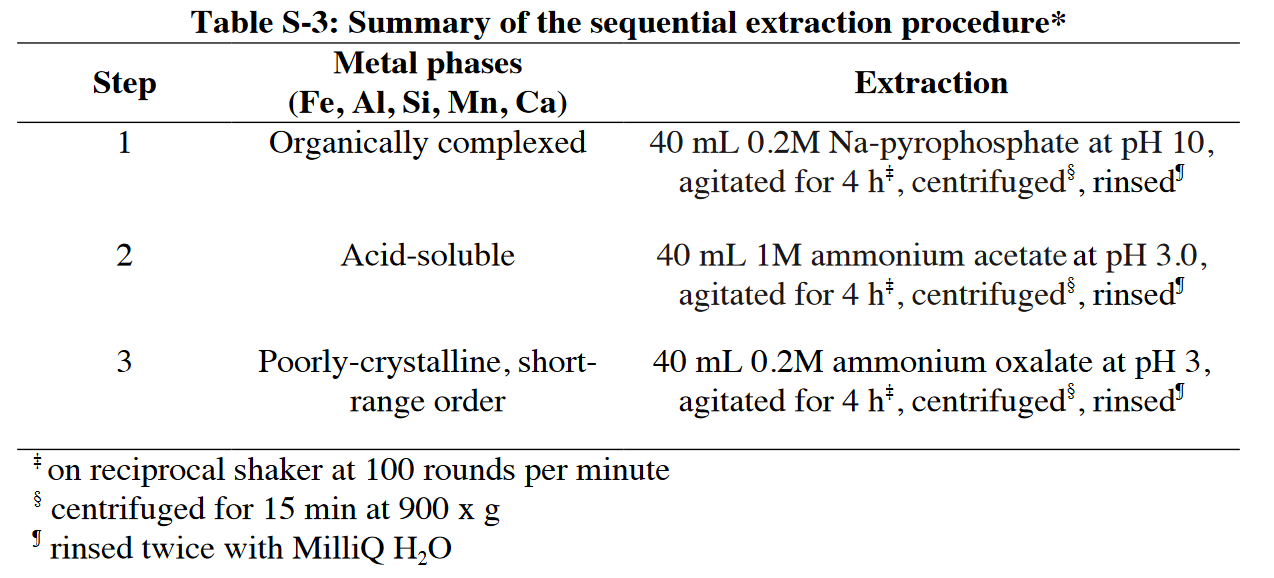 Table S-3: Summary of the sequential extraction procedure*
Step
Metal phases
(Fe, Al, Si, Mn, Ca)
Extraction
1
Organically complexed
40 mL 0.2M Na-pyrophosphate at pH 10,
agitated for 4 h‡, centrifuged§, rinsed¶
2
Acid-soluble
40 mL 1M ammonium acetate at pH 3.0,
agitated for 4 h‡, centrifuged§, rinsed¶
3
Poorly-crystalline, short-
range order
40 mL 0.2M ammonium oxalate at pH 3,
agitated for 4 h‡, centrifuged§, rinsed¶
‡ on reciprocal shaker at 100 rounds per minute
§ centrifuged for 15 min at 900 x g
¶ rinsed twice with MilliQ H₂O